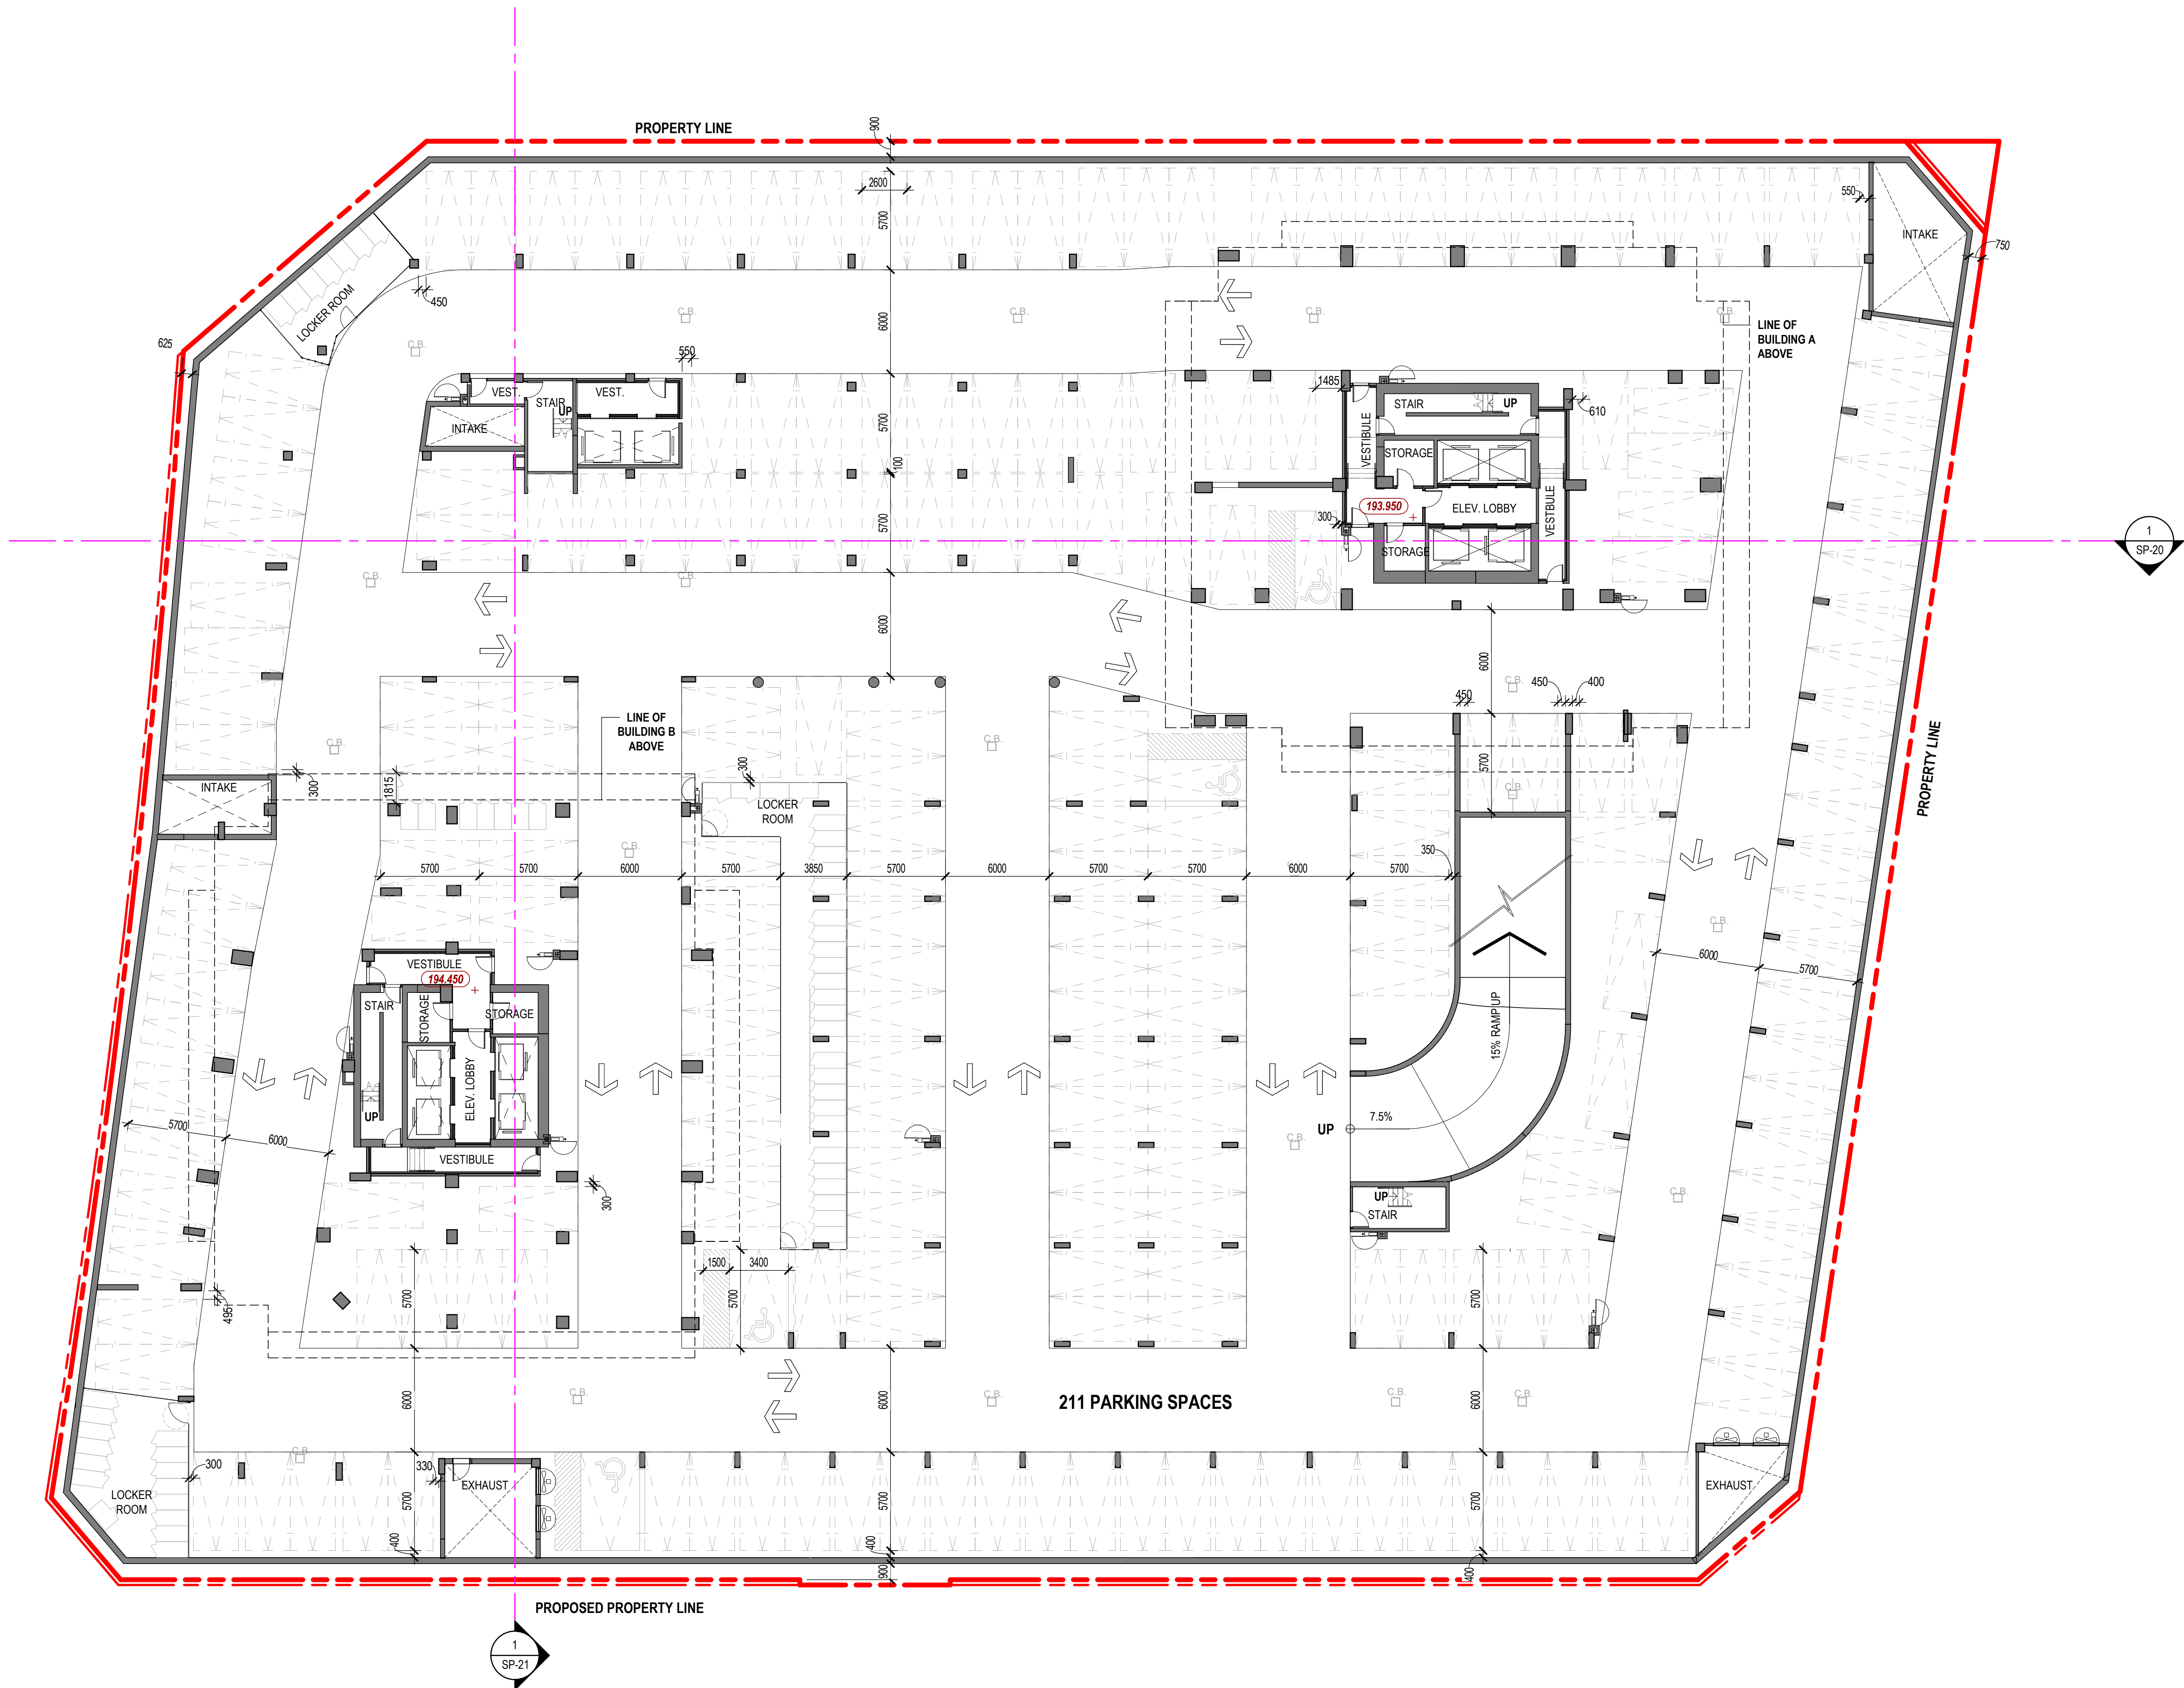 PROPERTY LINE
900
2600
5700
550
INTAKE
750
LOCKER ROOM
450
6000
C.B.
C.B.
C.B.
C.B.
C.B.
LINE OF
BUILDING A
ABOVE
625
550
VEST.
STAIR
UP
VEST.
INTAKE
5700
100
5700
1485
STAIR
UP
610
VESTIBULE
STORAGE
193.950
ELEV. LOBBY
VESTBULE
300
STORAGE
1
SP-20
C.B.
C.B.
6000
6000
C.B.
450
450
400
LINE OF
BUILDING B
ABOVE
C.B.
C.B.
5700
PROPERTY LINE
INTAKE
300
1815
300
LOCKER
ROOM
C.B.
C.B.
5700
5700
6000
5700
3850
5700
6000
5700
5700
6000
5700
350
C.B.
6000
5700
VESTIBULE
194.450
STAIR
STORAGE
STORAGE
ELEV. LOBBY
UP
VESTIBULE
15% RAMP UP
7.5%
UP
C.B.
5700
6000
300
UP
STAIR
C.B.
1500
3400
5700
5700
5700
495
6000
6000
6000
C.B.
C.B.
C.B.
C.B.
211 PARKING SPACES
C.B.
300
330
LOCKER
ROOM
EXHAUST
5700
5700
5700
EXHAUST
400
400
900
400
PROPOSED PROPERTY LINE
1
SP-21